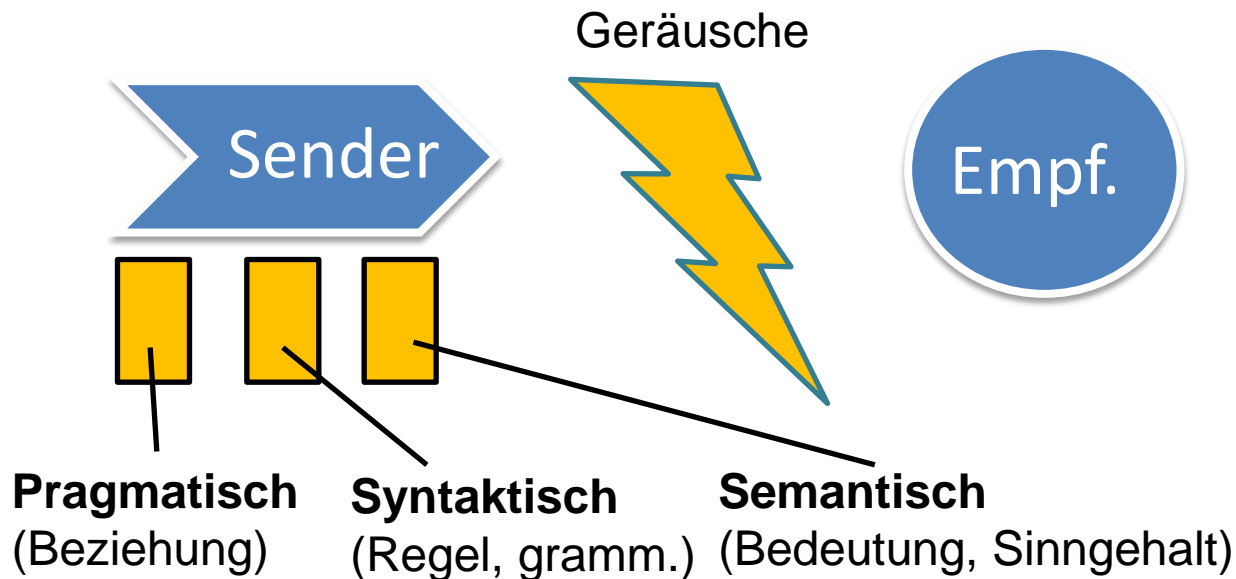 Geräusche
Sender
Empf.
Pragmatisch
(Beziehung)
Syntaktisch
(Regel, gramm.)
Semantisch
(Bedeutung, Sinngehalt)